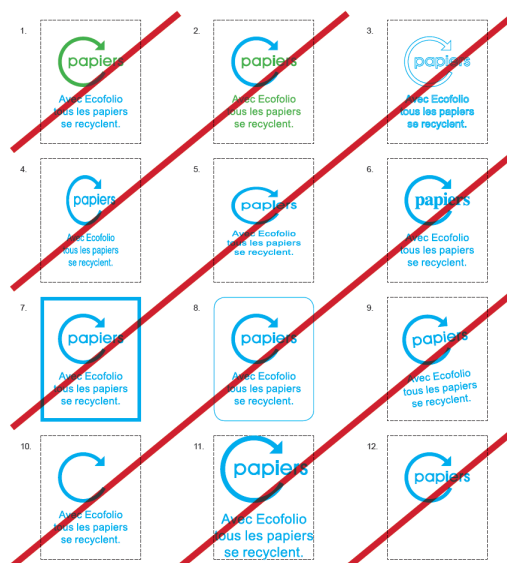 1.
papiers
Avec Ecofolio
tous les papiers
se recyclent.
2.
papiers
Avec Ecofolio
tous les papiers
se recyclent.
3.
papiers
Avec Ecofolio
tous les papiers
se recyclent.
4.
papiers
Avec Ecofolio
tous les papiers
se recyclent.
5.
papiers
Avec Ecofolio
tous les papiers
se recyclent.
6.
papiers
Avec Ecofolio
tous les papiers
se recyclent.
7.
papiers
Avec Ecofolio
tous les papiers
se recyclent.
8.
papiers
Avec Ecofolio
tous les papiers
se recyclent.
9.
papiers
Avec Ecofolio
tous les papiers
se recyclent.
10.
Avec Ecofolio
tous les papiers
se recyclent.
11.
papiers
Avec Ecofolio
tous les papiers
se recyclent.
12.
papiers